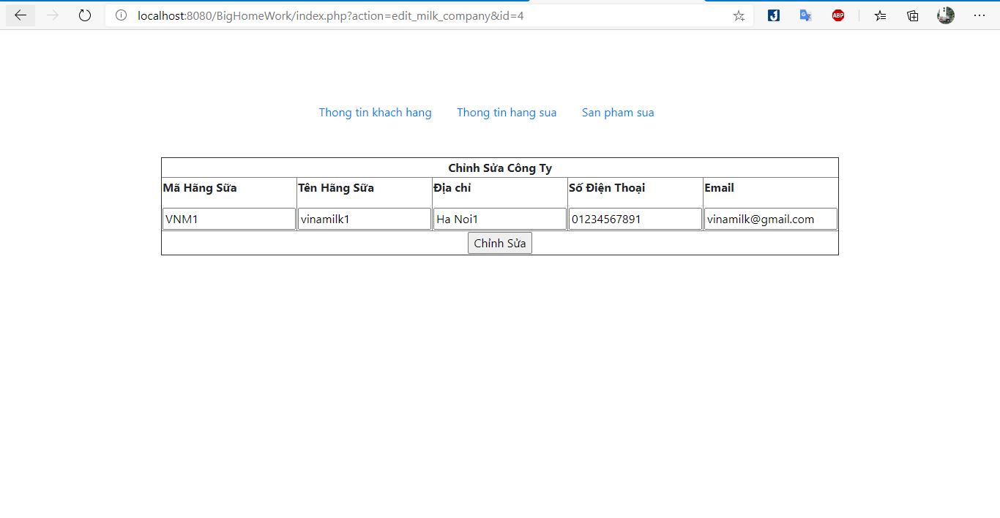 localhost:8080/BigHomeWork/index.php?action=edit_milk_company&id=4
ABP
Thong tin khach hang Thong tin hang sua San pham sua
Chỉnh Sửa Công Ty
Mã Hãng Sữa Tên Hãng Sữa Địa chỉ Số Điện Thoại Email
VNM1 vinamilk1 Ha Noi1 01234567891 vinamilk@gmail.com
Chỉnh Sửa